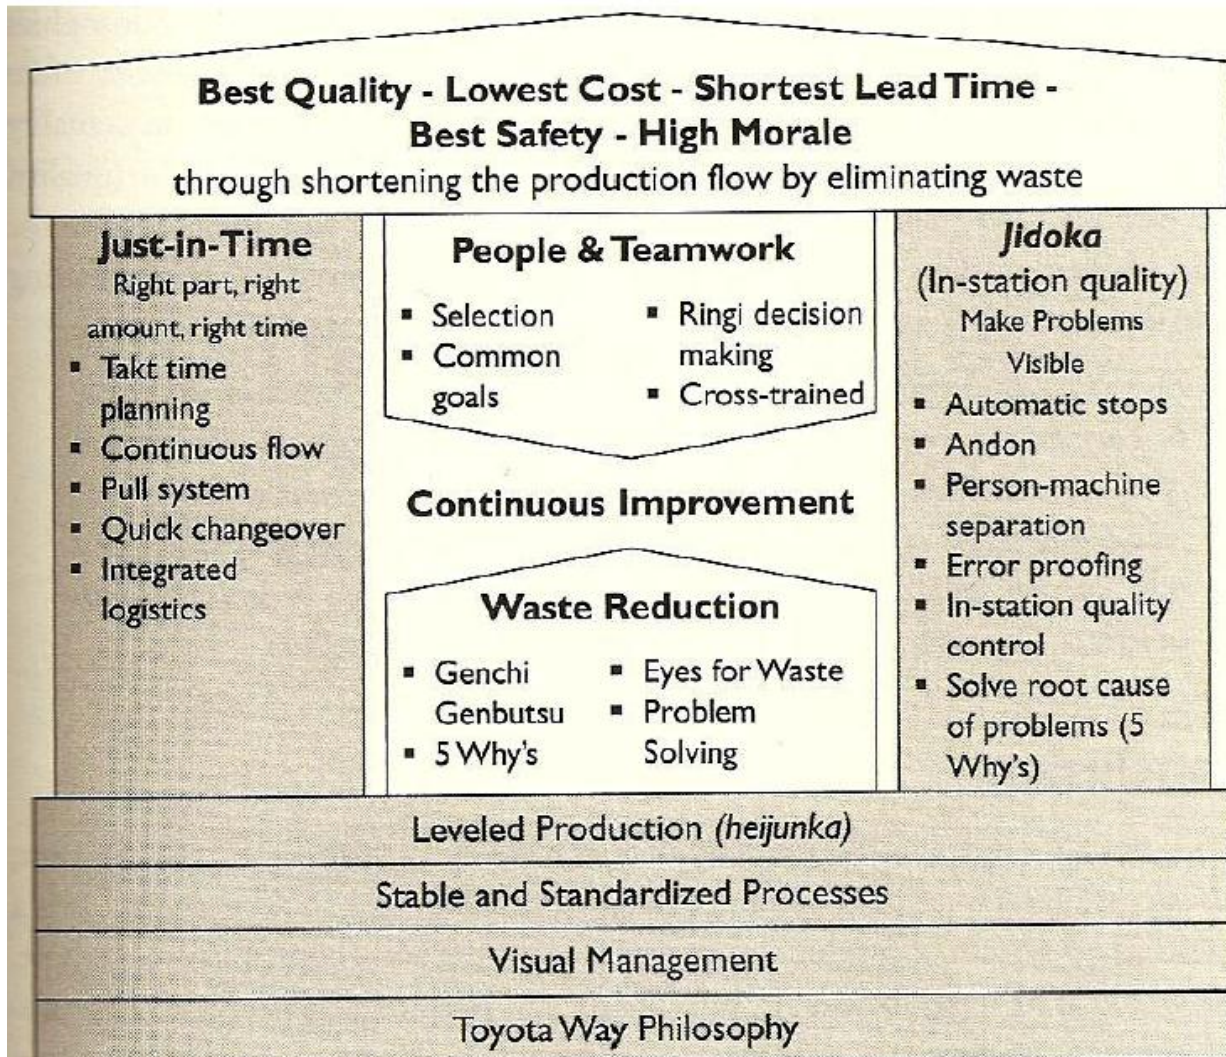 Best Quality - Lowest Cost - Shortest Lead Time -
Best Safety - High Morale
through shortening the production flow by eliminating waste
Just-in-Time
Right part, right
amount, right time
▪ Takt time
planning
▪ Continuous flow
▪ Pull system
▪ Quick changeover
▪ Integrated
logistics
People & Teamwork
▪ Selection
▪ Common
goals
▪ Ringi decision
making
▪ Cross-trained
Continuous Improvement
Waste Reduction
▪ Genchi
Genbutsu
▪ 5 Why's
▪ Eyes for Waste
▪ Problem
Solving
Jidoka
(In-station quality)
Make Problems
Visible
▪ Automatic stops
▪ Andon
▪ Person-machine
separation
▪ Error proofing
▪ In-station quality
control
▪ Solve root cause
of problems (5
Why's)
Leveled Production (heijunka)
Stable and Standardized Processes
Visual Management
Toyota Way Philosophy